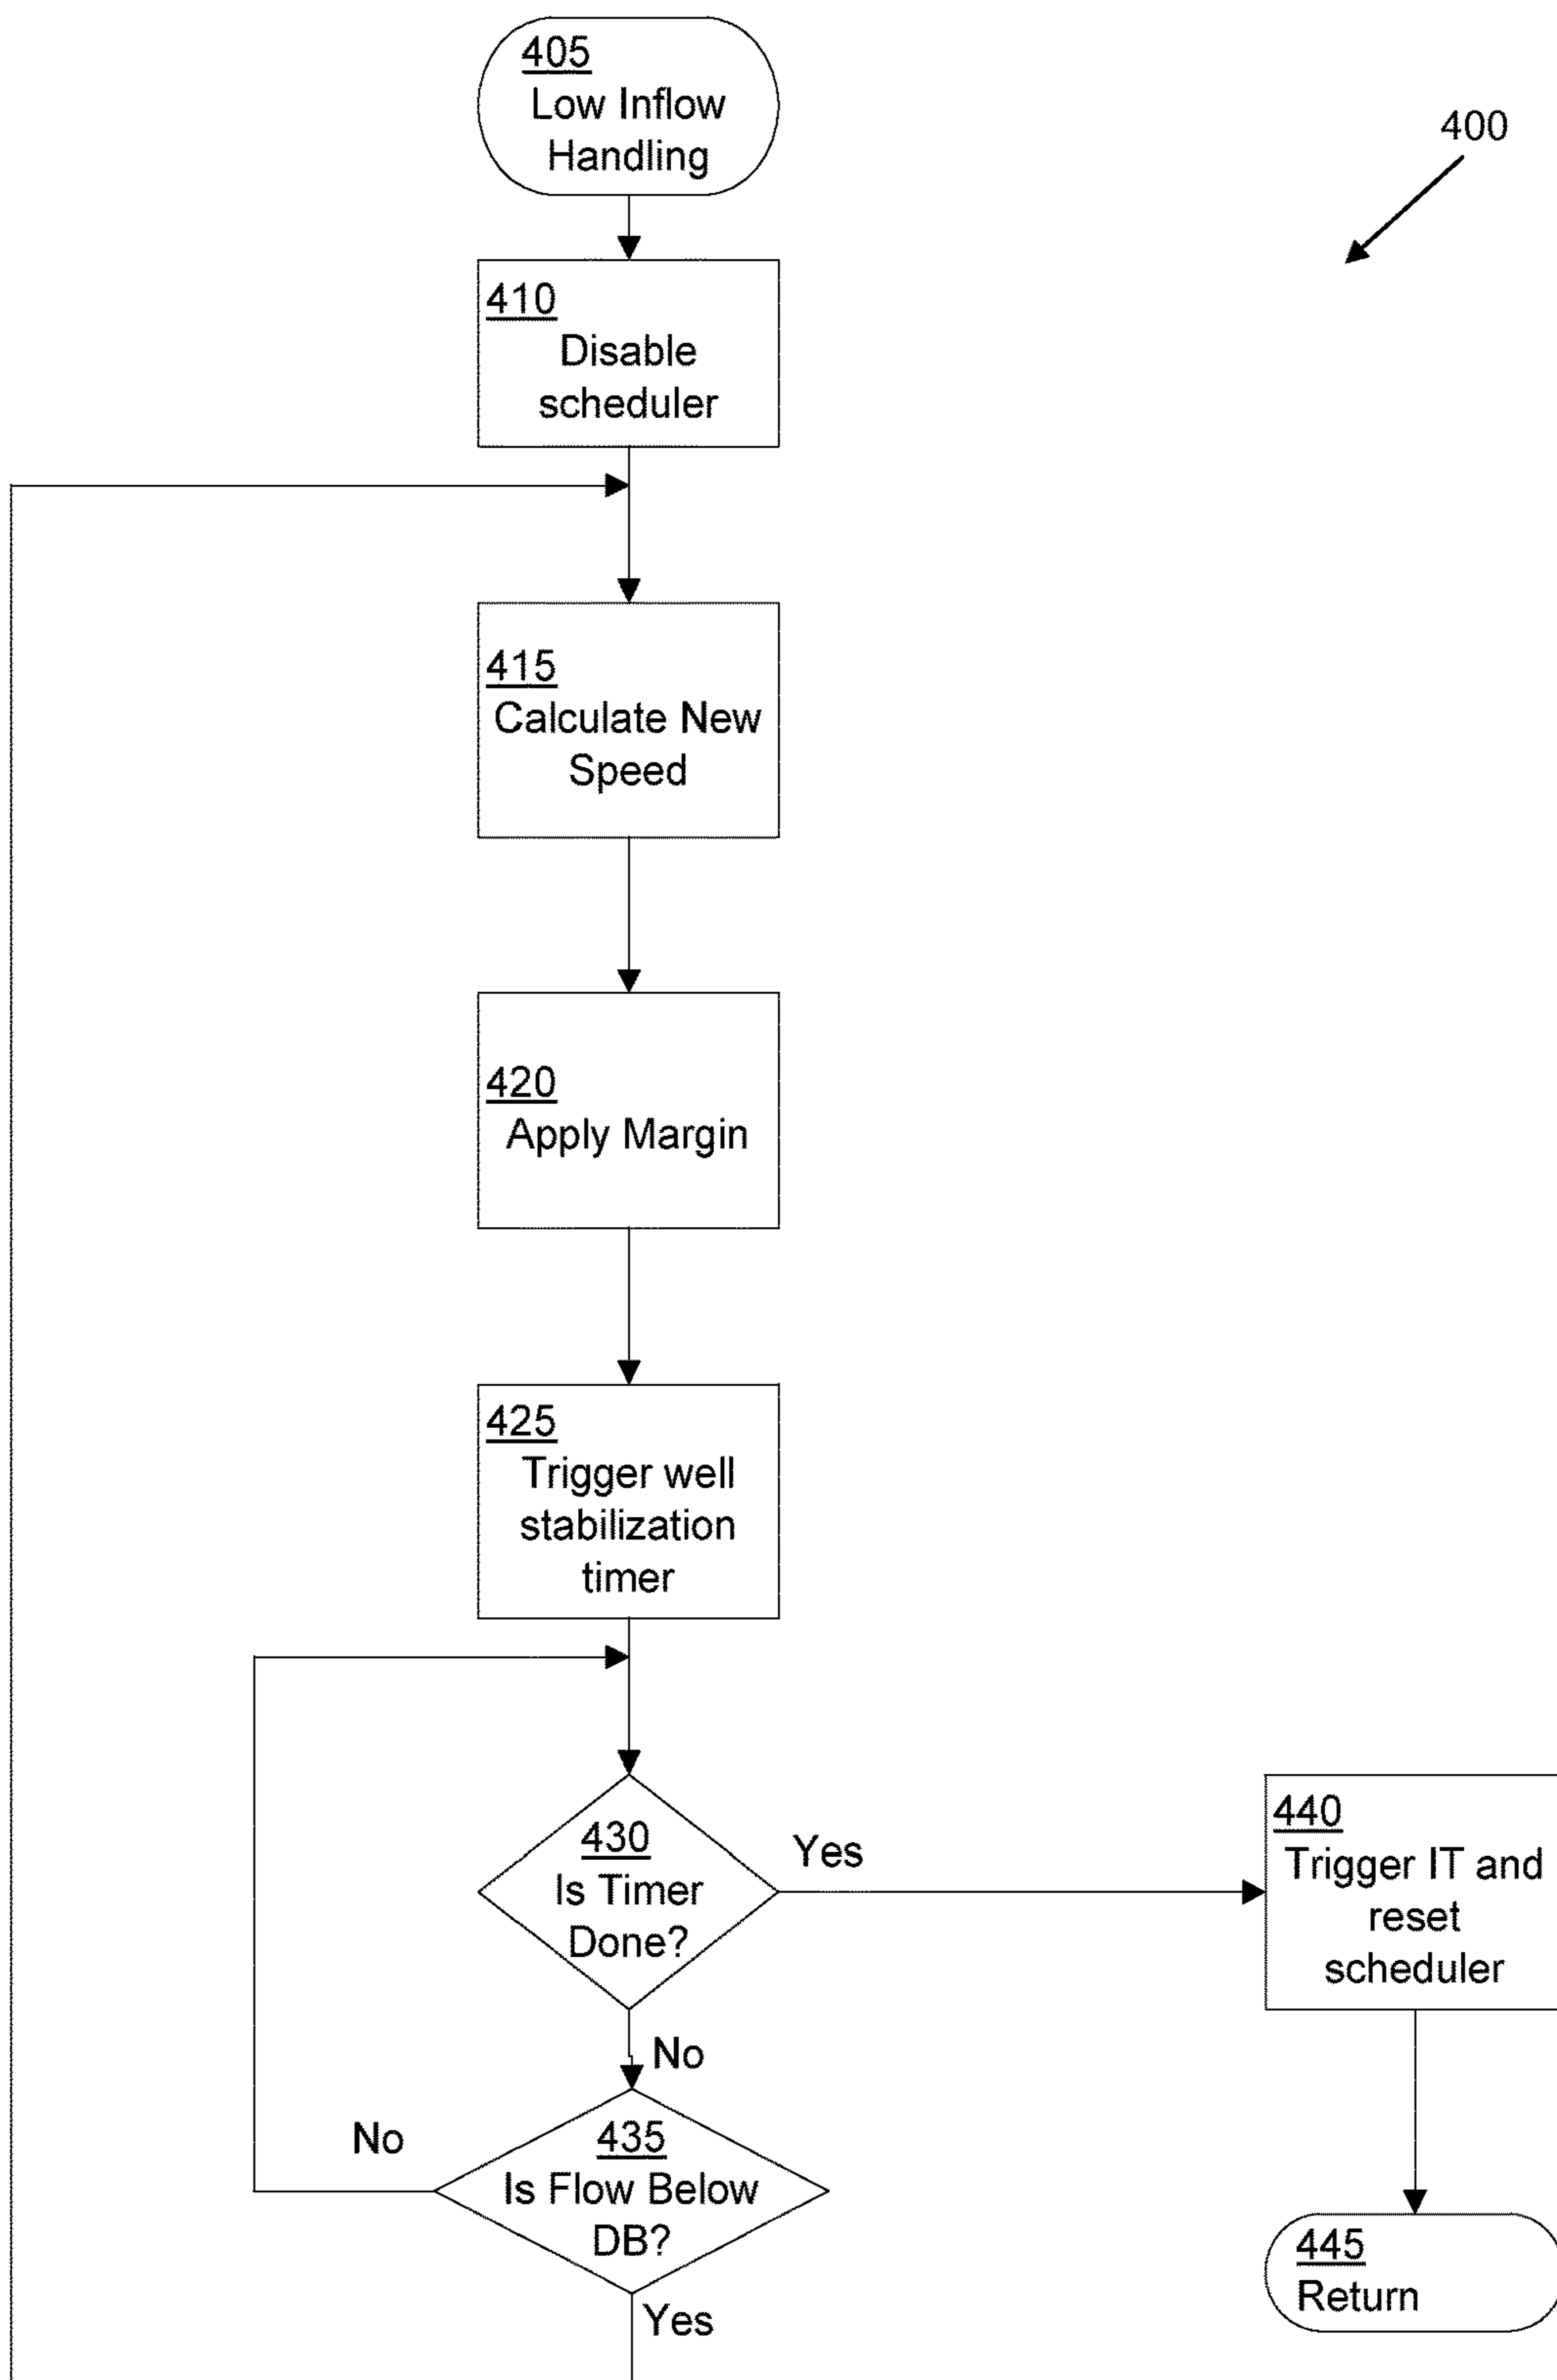 405
Low Inflow
Handling
400
410
Disable
scheduler
415
Calculate New
Speed
420
Apply Margin
425
Trigger well
stabilization
timer
430
Is Timer
Done?
Yes
440
Trigger IT and
reset
scheduler
No
435
Is Flow Below
DB?
No
Yes
445
Return